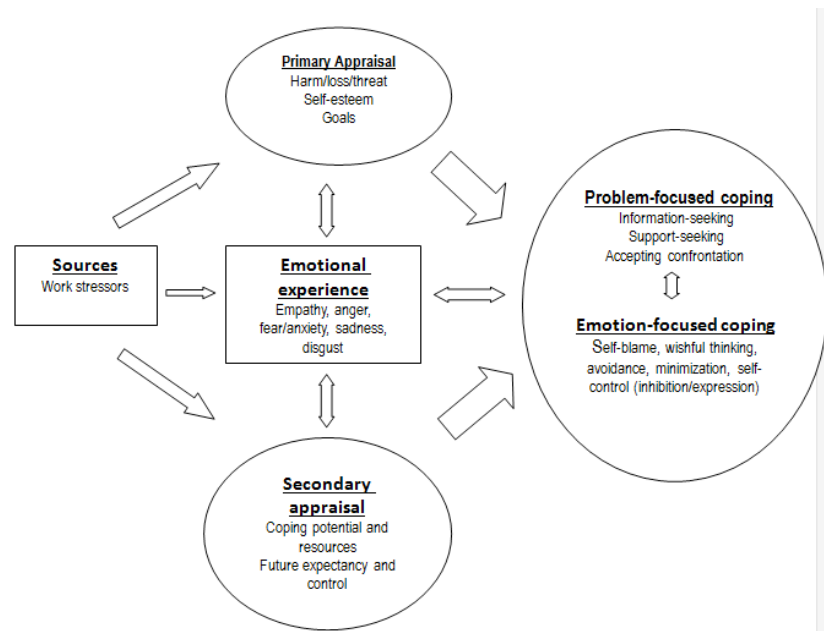 Primary Appraisal
Harm/loss/threat
Self-esteem
Goals
Sources
Work stressors
Emotional
experience
Empathy, anger,
fear/anxiety, sadness,
disgust
Secondary
appraisal
Coping potential and
resources
Future expectancy and
control
Problem-focused coping
Information-seeking
Support-seeking
Accepting confrontation
Emotion-focused coping
Self-blame, wishful thinking,
avoidance, minimization, self-
control (inhibition/expression)